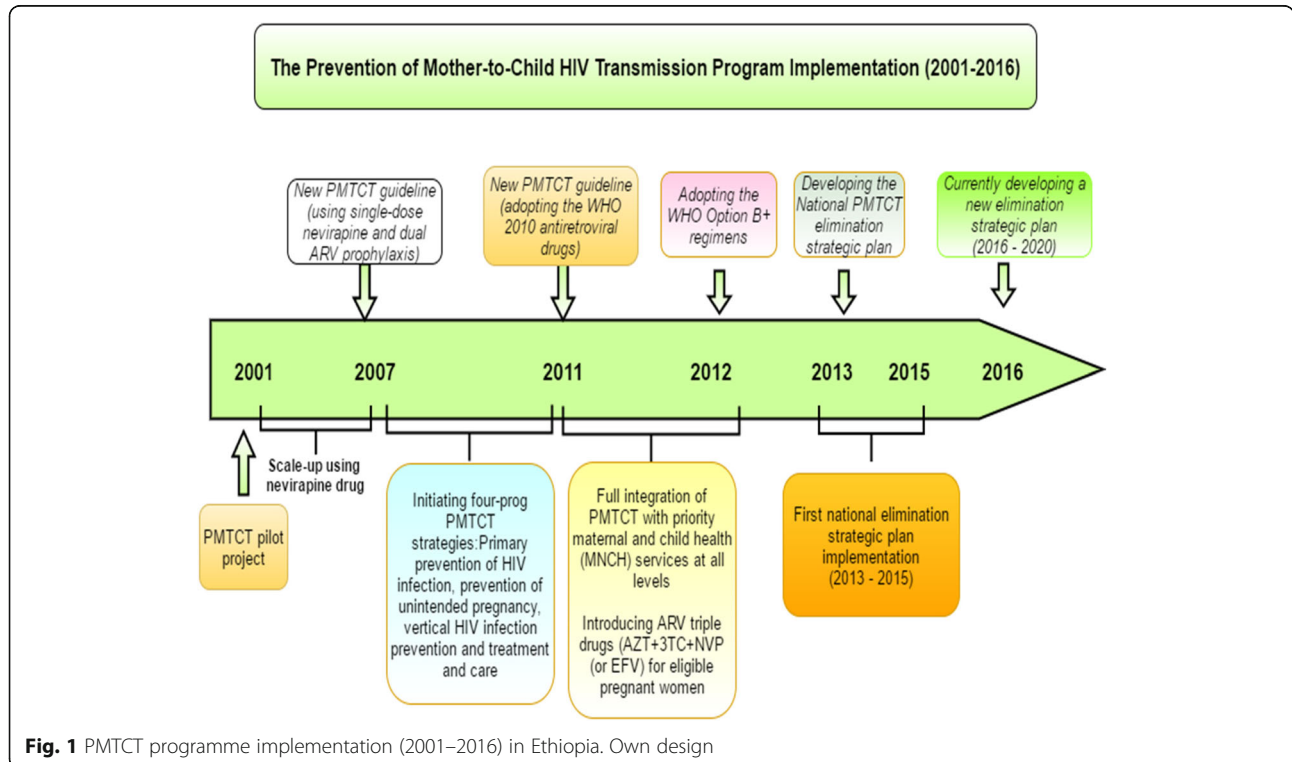 The Prevention of Mother-to-Child HIV Transmission Program Implementation (2001-2016)
New PMTCT guideline
(using single-dose
nevirapine and dual
ARV prophylaxis)
New PMTCT guideline
(adopting the WHO
2010 antiretroviral
drugs)
Adopting the
WHO Option B+
regimens
Developing the
National PMTCT
elimination
strategic plan
Currently developing a
new elimination
strategic plan
(2016 - 2020)
2001
2007
2011
2012
2013
2015
2016
PMTCT pilot
project
Scale-up using
nevirapine drug
Initiating four-prog
PMTCT
strategies:Primary
prevention of HIV
infection, prevention of
unintended pregnancy,
vertical HIV infection
prevention and treatment
and care
Full integration of
PMTCT with priority
maternal and child health
(MNCH) services at all
levels
Introducing ARV triple
drugs (AZT+3TC+NVP
(or EFV) for eligible
pregnant women
First national elimination
strategic plan
implementation
(2013 - 2015)
Fig. 1 PMTCT programme implementation (2001–2016) in Ethiopia. Own design